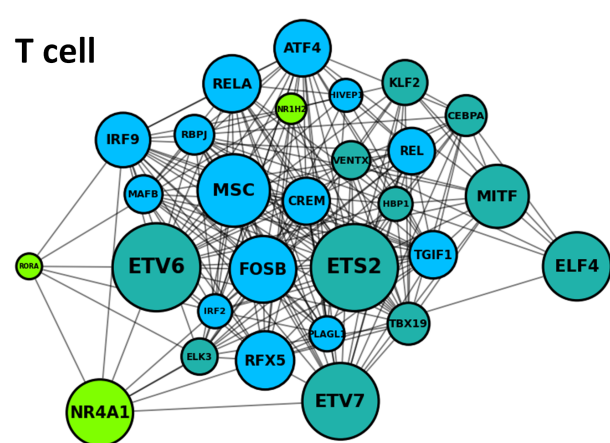 T cell
ATF4
RELA
KLF2
HIVEP1
NR1H2
CEBPA
IRF9
RBPJ
REL
VENTX
MAFB
MSC
CREM
HBP1
MITF
TGIF1
RORA
ETV6
FOSB
ETS2
ELF4
IRF2
PLAGL1
TBX19
ELK3
RFX5
NR4A1
ETV7